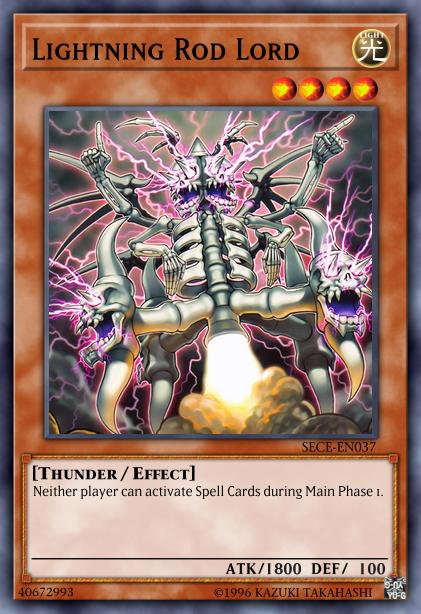 Lightning Rod Lord
LIGHT
光
SECE-EN037
[Thunder / Effect]
Neither player can activate Spell Cards during Main Phase 1.
ATK/1800 DEF/ 100
40672993
©1996 KAZUKI TAKAHASHI